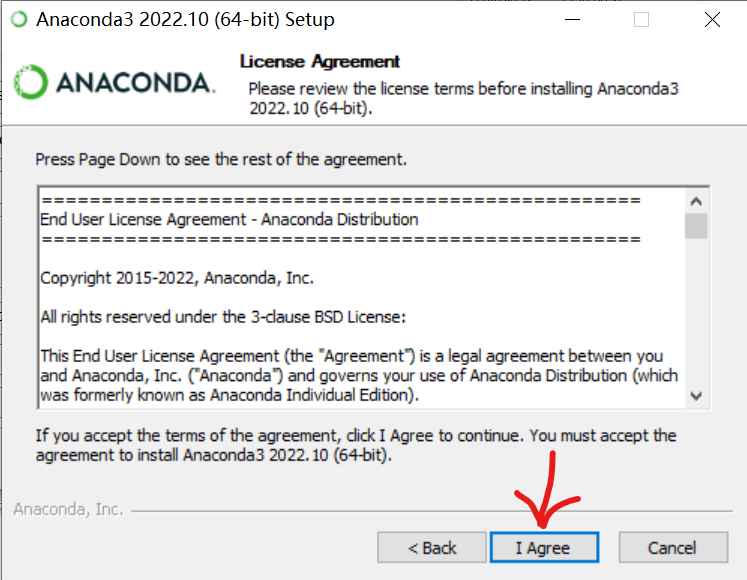 Anaconda3 2022.10 (64-bit) Setup
License Agreement
ANACONDA.
Please review the license terms before installing Anaconda3
2022.10 (64-bit).
Press Page Down to see the rest of the agreement.
==================================================
End User License Agreement - Anaconda Distribution
==================================================
Copyright 2015-2022, Anaconda, Inc.
All rights reserved under the 3-clause BSD License:
This End User License Agreement (the "Agreement") is a legal agreement between you
and Anaconda, Inc. ("Anaconda") and governs your use of Anaconda Distribution (which
was formerly known as Anaconda Individual Edition).
If you accept the terms of the agreement, click I Agree to continue. You must accept the
agreement to install Anaconda3 2022.10 (64-bit).
Anaconda, Inc.
< Back
I Agree
Cancel